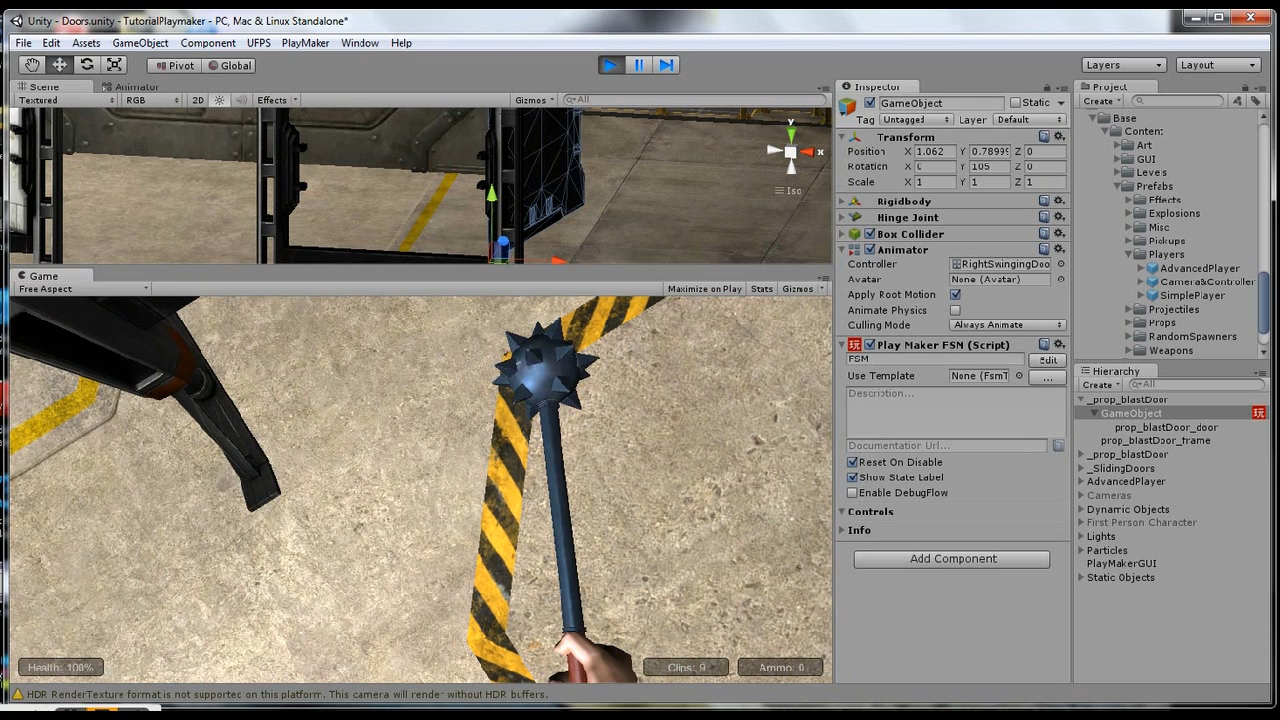 Unity - Doors.unity - TutorialPlaymaker - PC, Mac & Linux Standalone*
File Edit Assets GameObject Component UFPS PlayMaker Window Help
Pivot Global Layers Layout
Scene Animator
Textured RGB 2D Effects Gizmos All
y
x
Iso
Game
Free Aspect Maximize on Play Stats Gizmos
Health: 100% Clips: 9 Ammo: 0
Inspector
GameObject Static
Tag Untagged Layer Default
Transform
Position X 1.062 Y 0.78999 Z 0
Rotation X 0 Y 105 Z 0
Scale X 1 Y 1 Z 1
Rigidbody
Hinge Joint
Box Collider
Animator
Controller RightSwingingDoo
Avatar None (Avatar)
Apply Root Motion
Animate Physics
Culling Mode Always Animate
玩 Play Maker FSM (Script)
FSM Edit
Use Template None (FsmT ...
Description...
Documentation Url...
Reset On Disable
Show State Label
Enable DebugFlow
Controls
Info
Add Component
Project
Create
Base
Content
Art
GUI
Levels
Prefabs
Effects
Explosions
Misc
Pickups
Players
AdvancedPlayer
Camera&Controller
SimplePlayer
Projectiles
Props
RandomSpawners
Weapons
Hierarchy
Create All
_prop_blastDoor
GameObject 玩
prop_blastDoor_door
prop_blastDoor_frame
_prop_blastDoor
_SlidingDoors
AdvancedPlayer
Cameras
Dynamic Objects
First Person Character
Lights
Particles
PlayMakerGUI
Static Objects
HDR RenderTexture format is not supported on this platform. This camera will render without HDR buffers.